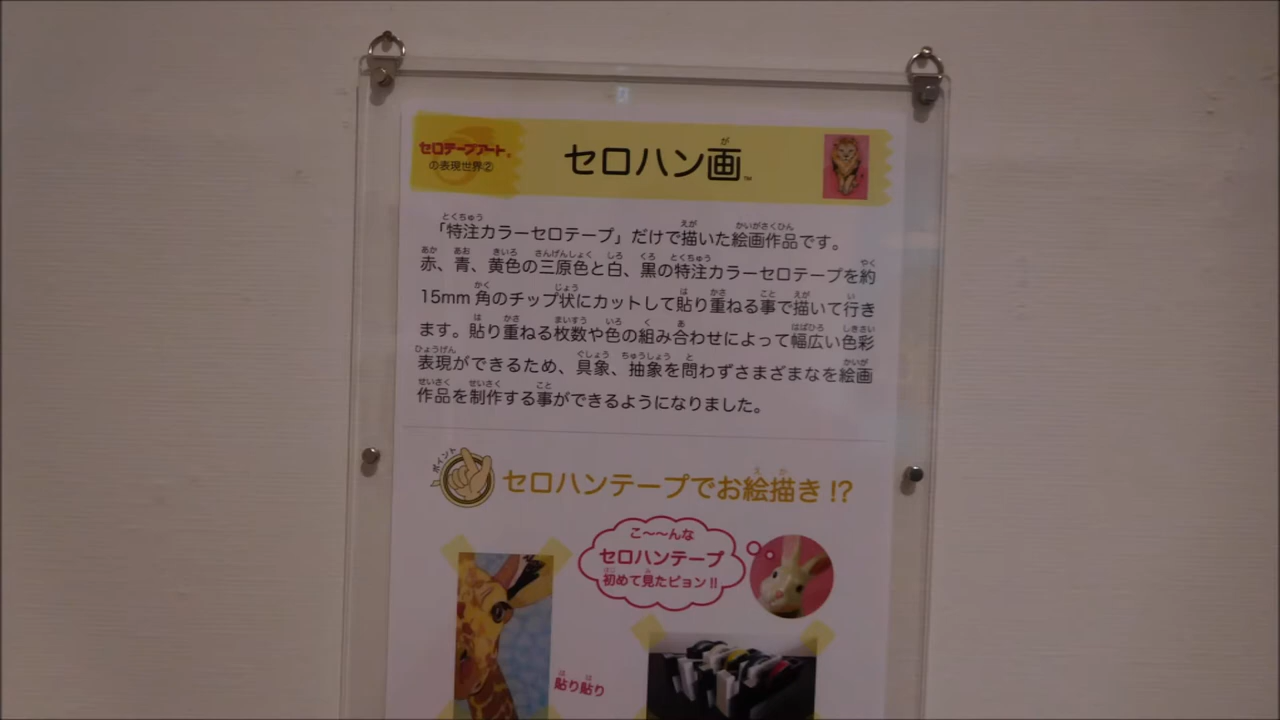 セロテープアート®
の表現世界②
セロハン画™
「特注カラーセロテープ」だけで描いた絵画作品です。
赤、青、黄色の三原色と白、黒の特注カラーセロテープを約
15mm 角のチップ状にカットして貼り重ねる事で描いて行き
ます。貼り重ねる枚数や色の組み合わせによって幅広い色彩
表現ができるため、具象、抽象を問わずさまざまなを絵画
作品を制作する事ができるようになりました。
ポイント
セロハンテープでお絵描き!?
こ〜〜んな
セロハンテープ
初めて見たピョン!!
貼り貼り